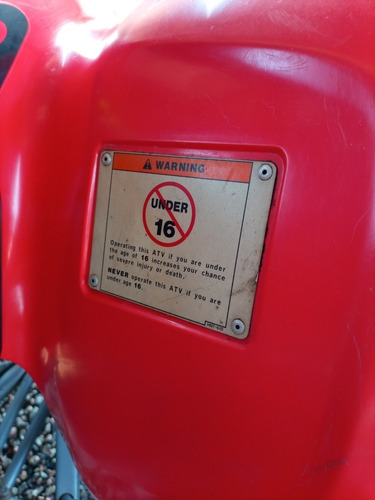 WARNING
UNDER
16
Operating this ATV if you are under
the age of 16 increases your chance
of severe injury or death.
NEVER operate this ATV if you are
under age 16.